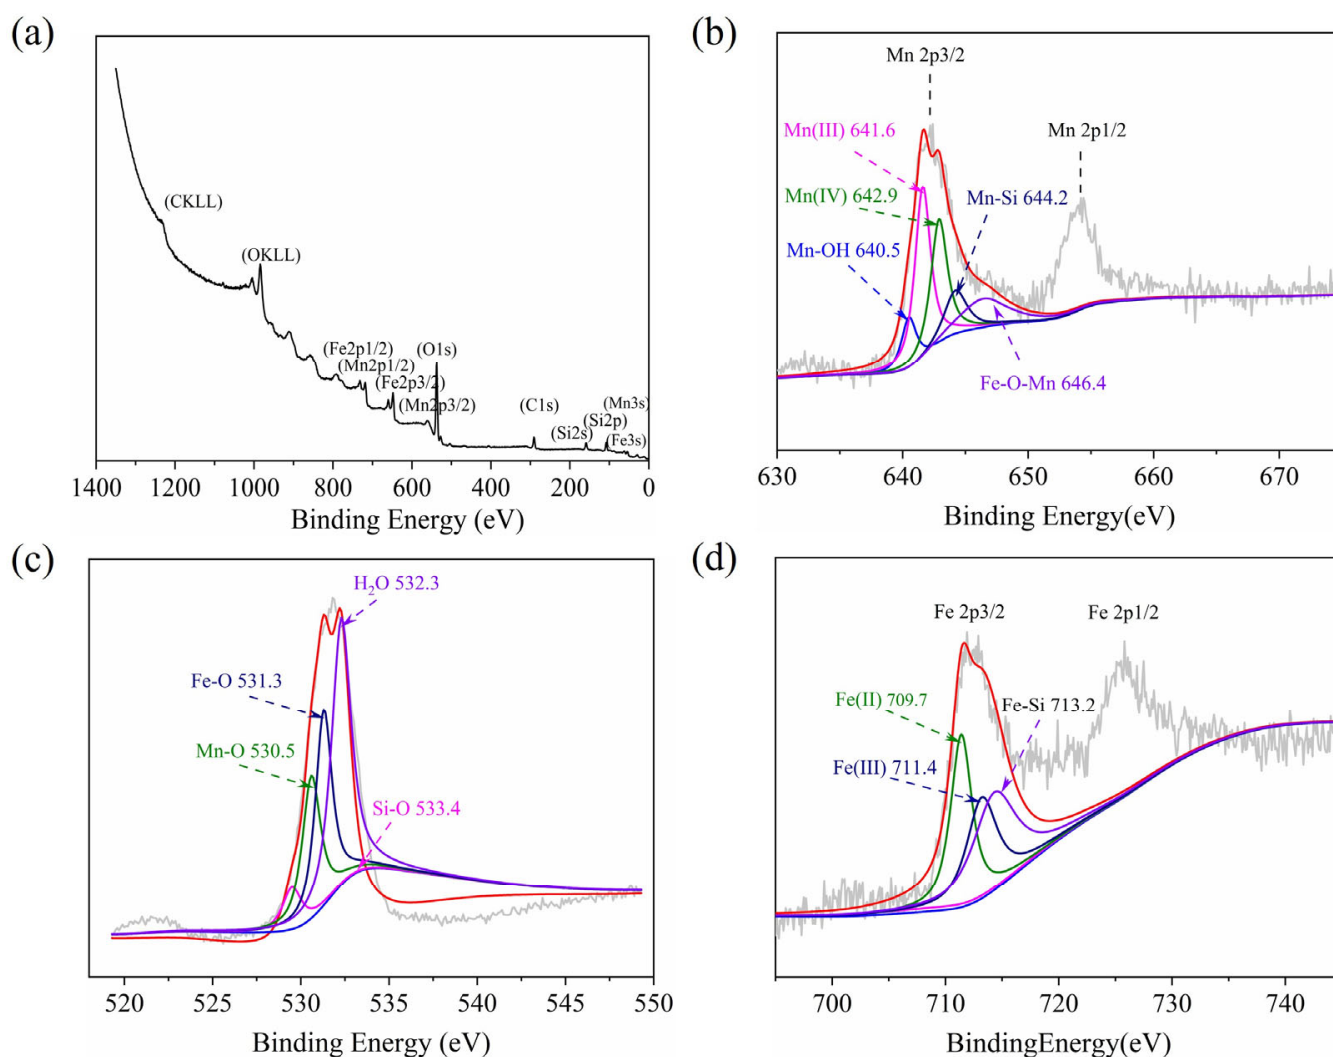 (a)
(CKLL)
(OKLL)
(Fe2p1/2)
(Mn2p1/2)
(Fe2p3/2)
(Mn2p3/2)
(O1s)
(C1s)
(Si2s)
(Si2p)
(Mn3s)
(Fe3s)
1400 1200 1000 800 600 400 200 0
Binding Energy (eV)
(b)
Mn 2p3/2
Mn 2p1/2
Mn(III) 641.6
Mn(IV) 642.9
Mn-Si 644.2
Mn-OH 640.5
Fe-O-Mn 646.4
630 640 650 660 670
Binding Energy(eV)
(c)
H₂O 532.3
Fe-O 531.3
Mn-O 530.5
Si-O 533.4
520 525 530 535 540 545 550
Binding Energy (eV)
(d)
Fe 2p3/2
Fe 2p1/2
Fe(II) 709.7
Fe-Si 713.2
Fe(III) 711.4
700 710 720 730 740
BindingEnergy(eV)